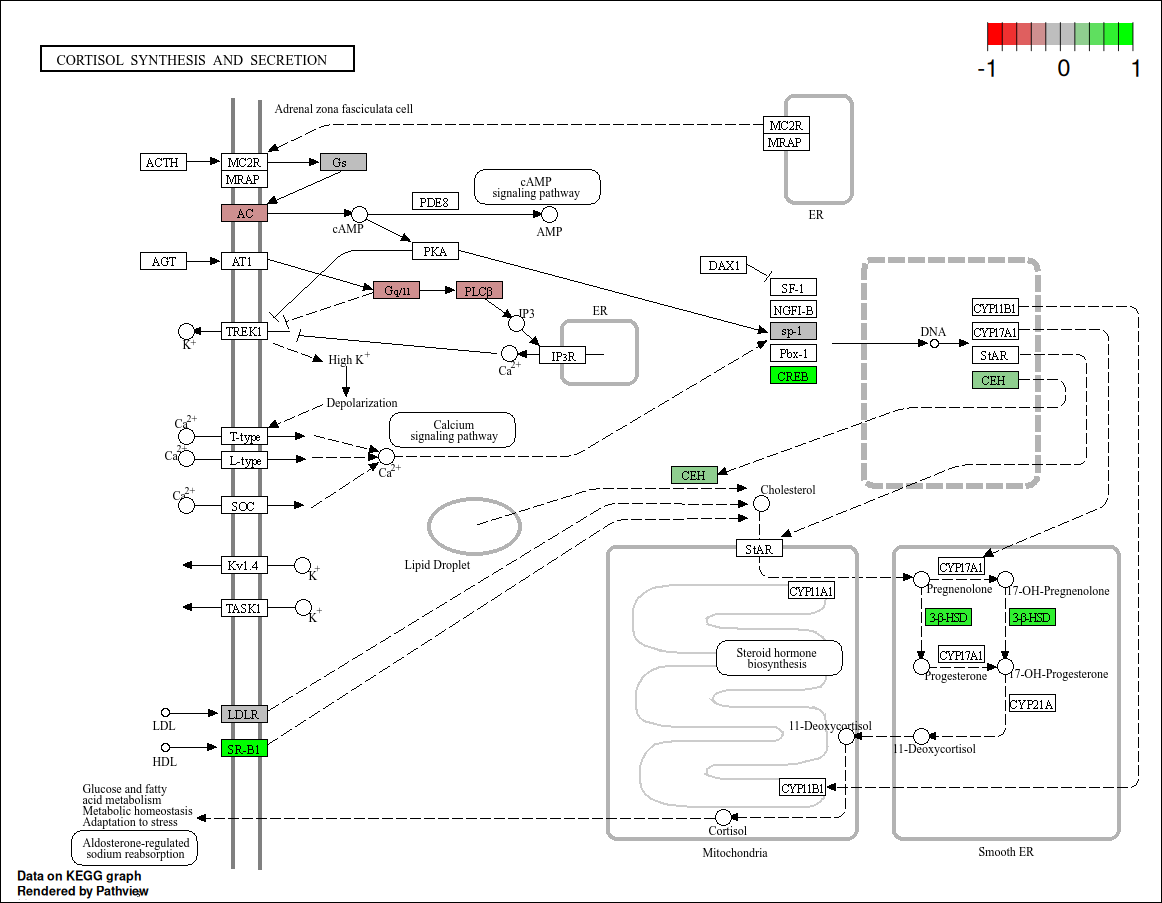 CORTISOL SYNTHESIS AND SECRETION
-1 0 1
Adrenal zona fasciculata cell
MC2R
MRAP
ER
ACTH
MC2R
MRAP
Gs
cAMP
signaling pathway
AC
cAMP
PDE8
AMP
AGT
AT1
PKA
DAX1
SF-1
NGFI-B
sp-1
Pbx-1
CREB
Gq/11
PLCβ
IP3
ER
IP3R
Ca2+
TREK1
K+
High K+
Depolarization
DNA
CYP11B1
CYP17A1
StAR
CEH
Ca2+
T-type
Ca2+
L-type
Calcium
signaling pathway
Ca2+
Ca2+
SOC
CEH
Cholesterol
Lipid Droplet
StAR
Kv1.4
K+
TASK1
K+
CYP11A1
CYP17A1
Pregnenolone
17-OH-Pregnenolone
3-β-HSD
3-β-HSD
Steroid hormone
biosynthesis
CYP17A1
Progesterone
17-OH-Progesterone
CYP21A
LDL
LDLR
HDL
SR-B1
11-Deoxycortisol
11-Deoxycortisol
CYP11B1
Cortisol
Mitochondria
Smooth ER
Glucose and fatty
acid metabolism
Metabolic homeostasis
Adaptation to stress
Aldosterone-regulated
sodium reabsorption
Data on KEGG graph
Rendered by Pathview